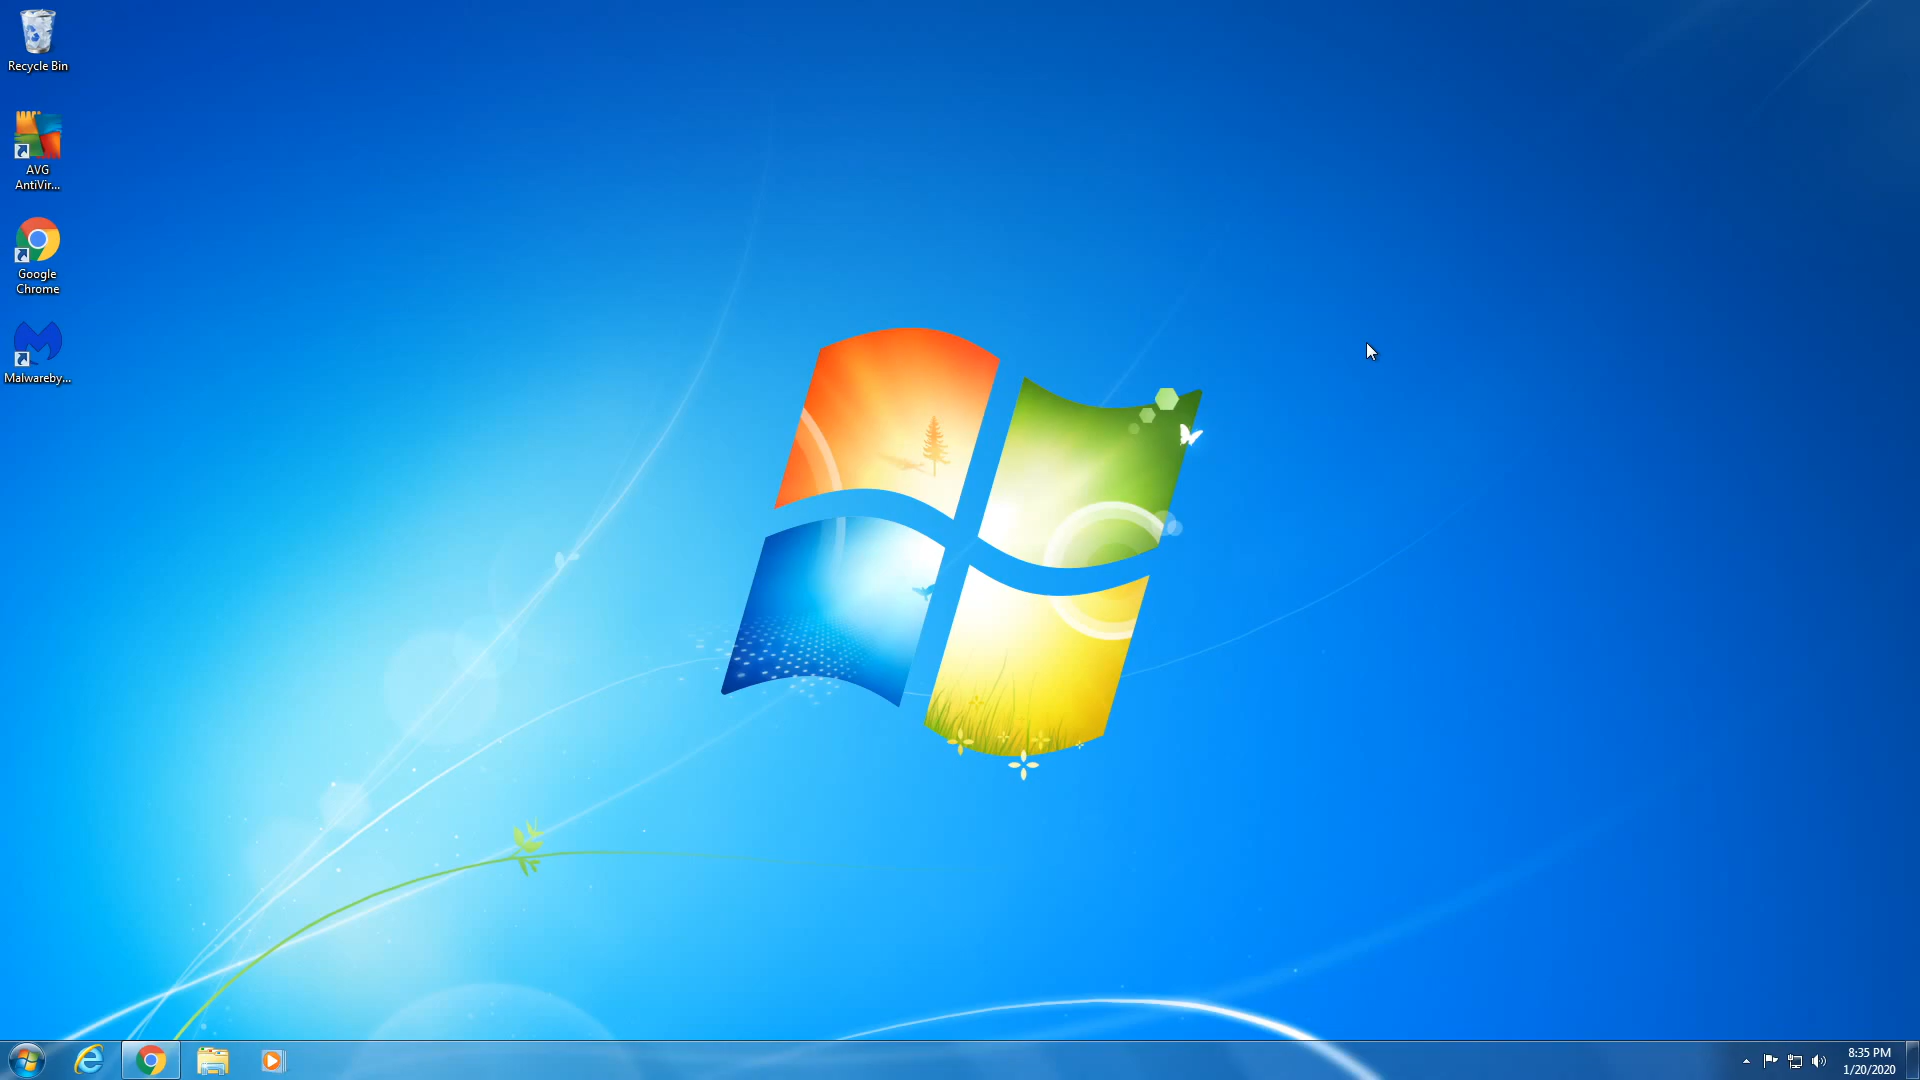 Recycle Bin
AVG
AntiVir...
Google
Chrome
Malwareby...
8:35 PM
1/20/2020